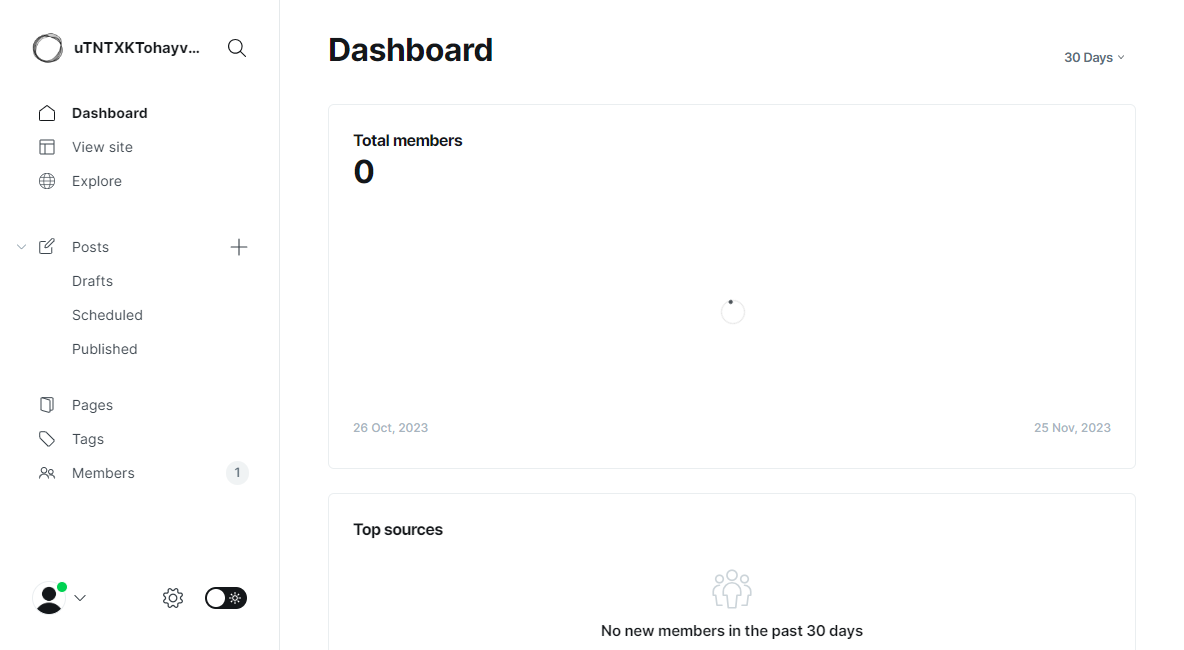 uTNTXKTohayv...
Dashboard
View site
Explore
Posts
Drafts
Scheduled
Published
Pages
Tags
Members
1
Dashboard
30 Days
Total members
0
26 Oct, 2023
25 Nov, 2023
Top sources
No new members in the past 30 days